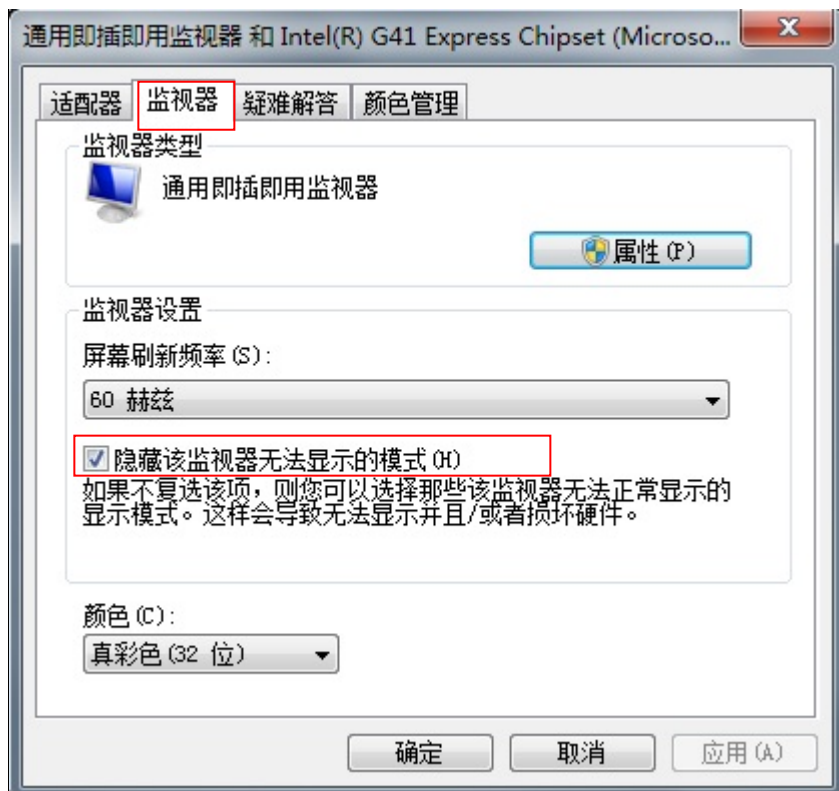 通用即插即用监视器 和 Intel(R) G41 Express Chipset (Microso...
适配器 监视器 疑难解答 颜色管理
监视器类型
通用即插即用监视器
属性(P)
监视器设置
屏幕刷新频率(S):
60 赫兹
隐藏该监视器无法显示的模式(H)
如果不复选该项，则您可以选择那些该监视器无法正常显示的
显示模式。这样会导致无法显示并且/或者损坏硬件。
颜色(C):
真彩色(32 位)
确定 取消 应用(A)